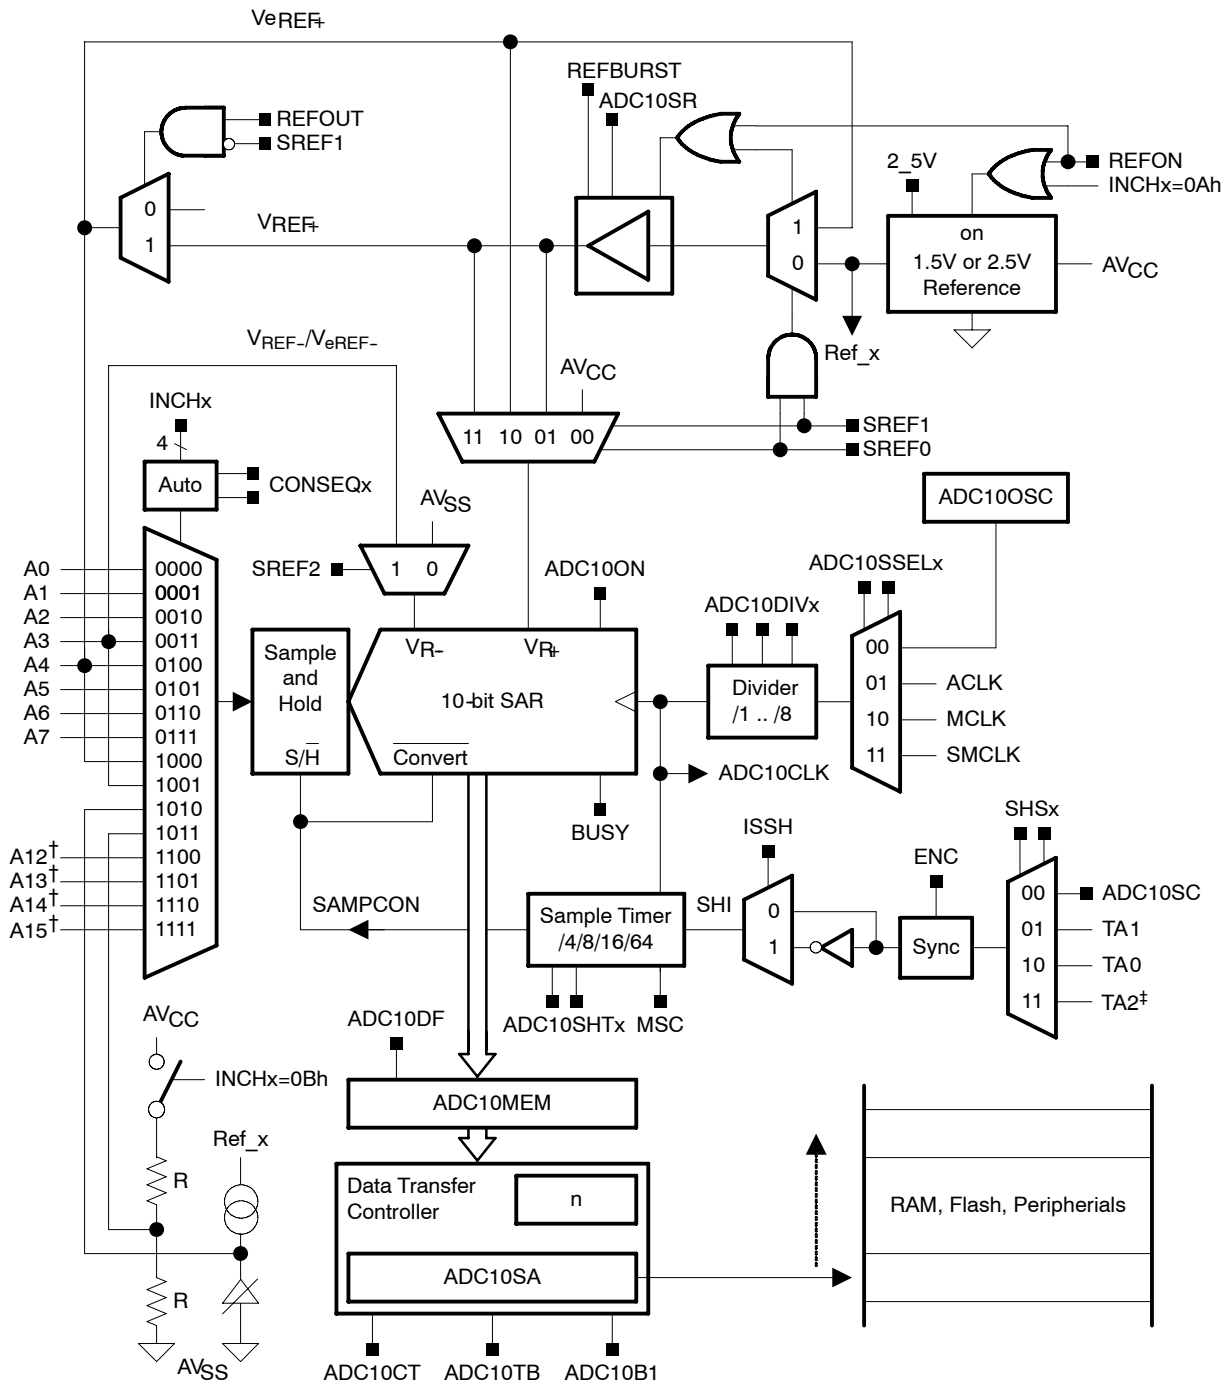 VeREF+
REFBURST
ADC10SR
REFOUT
SREF1
2_5V
REFON
INCHx=0Ah
0
1
VREF+
1
0
on
1.5V or 2.5V
Reference
AVCC
VREF-/VeREF-
Ref_x
AVCC
INCHx
4
11 10 01 00
SREF1
SREF0
Auto
CONSEQx
AVSS
ADC10OSC
SREF2
1 0
ADC10ON
ADC10SSELx
ADC10DIVx
A0
A1
A2
A3
A4
A5
A6
A7
A12†
A13†
A14†
A15†
0000
0001
0010
0011
0100
0101
0110
0111
1000
1001
1010
1011
1100
1101
1110
1111
Sample
and
Hold
S/H̅
VR-
VR+
10-bit SAR
Convert
Divider
/1 .. /8
00
01
10
11
ACLK
MCLK
SMCLK
ADC10CLK
BUSY
ISSH
SHSx
ENC
SAMPCON
Sample Timer
/4/8/16/64
SHI
0
1
Sync
00
01
10
11
ADC10SC
TA1
TA0
TA2‡
ADC10SHTx
MSC
AVCC
ADC10DF
INCHx=0Bh
ADC10MEM
Ref_x
R
Data Transfer
Controller
n
RAM, Flash, Peripherials
ADC10SA
R
AVSS
ADC10CT
ADC10TB
ADC10B1